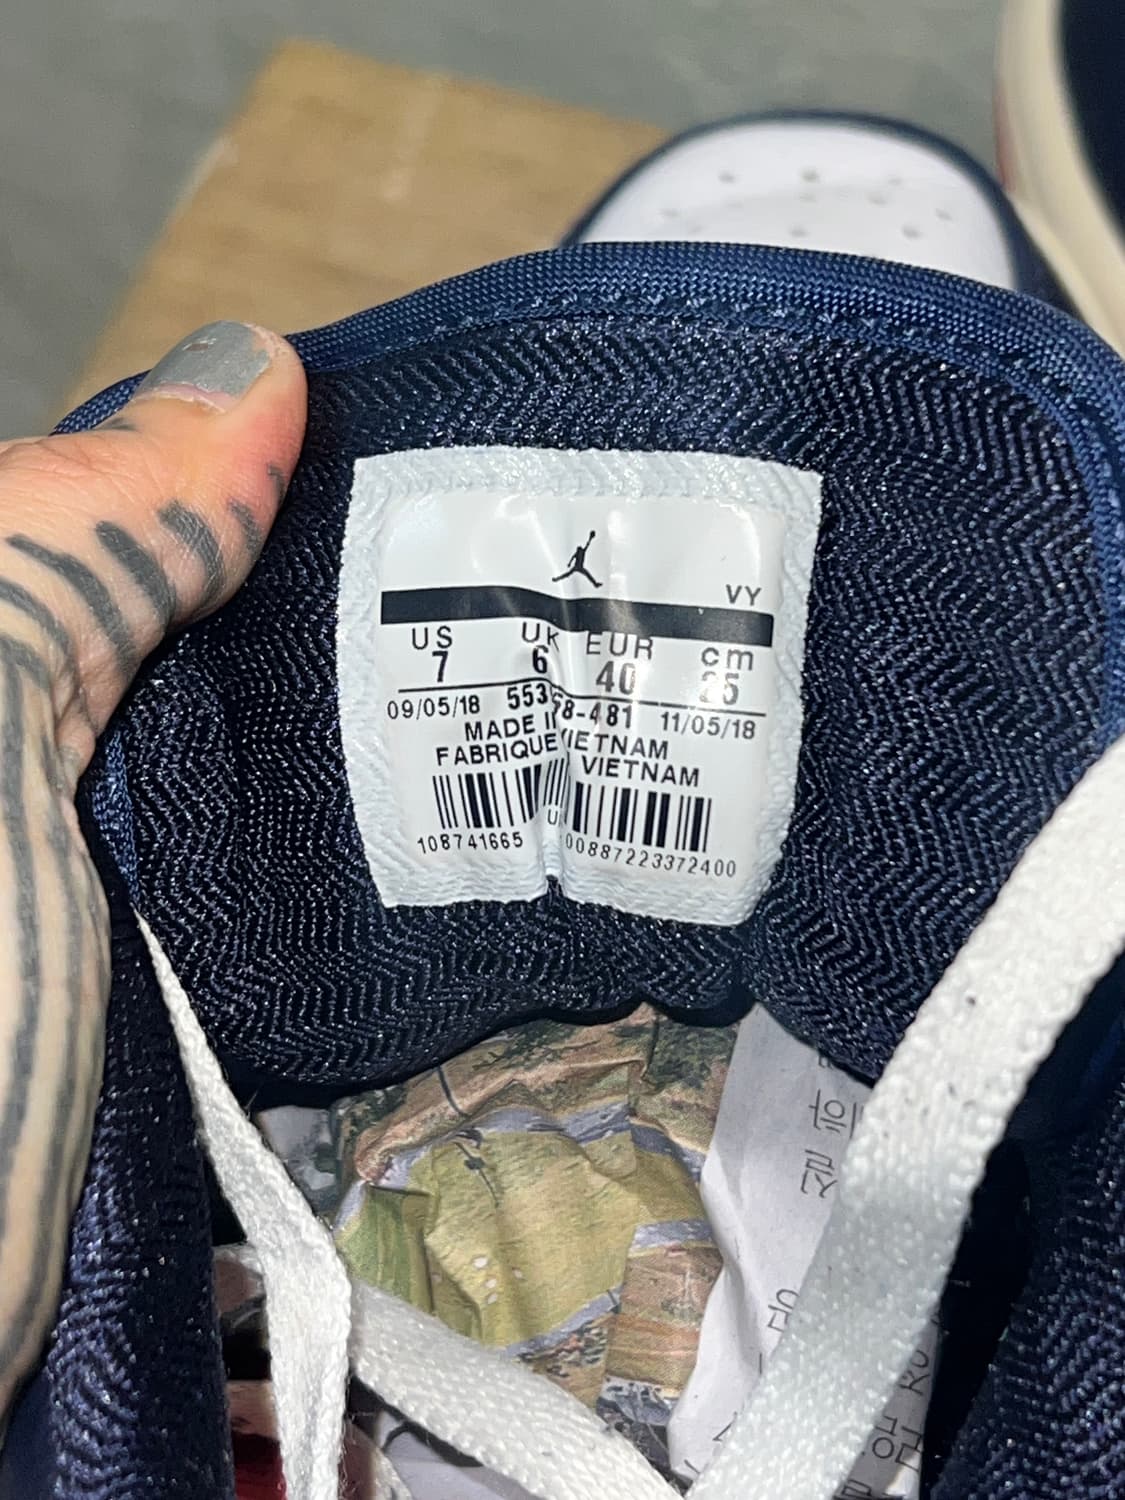 VY
US UK EUR cm
7 6 40 25
09/05/18 553 58-481 11/05/18
MADE IN VIETNAM
FABRIQUE VIETNAM
108741665 00887223372400